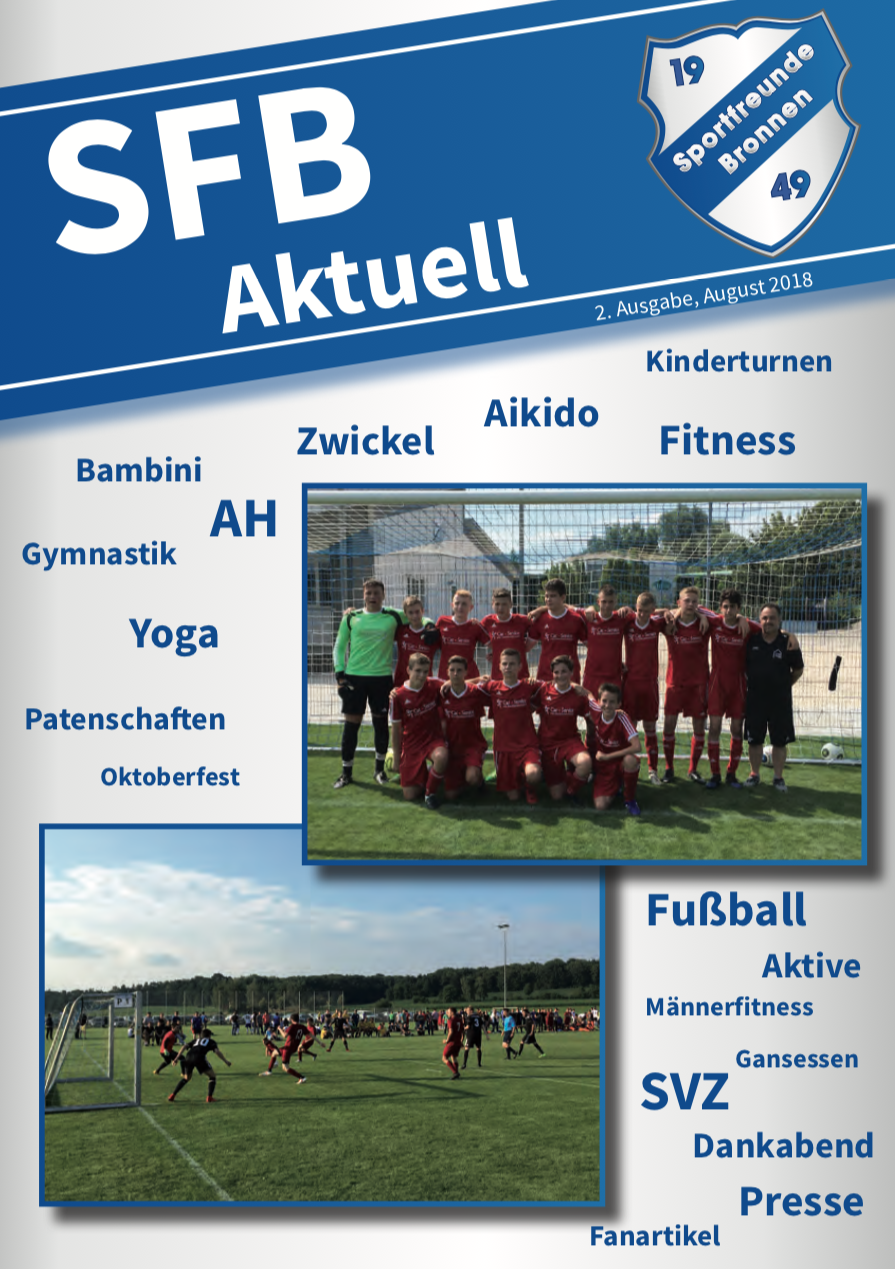 SFB
Aktuell
19
Sportfreunde
Bronnen
49
2. Ausgabe, August 2018
Kinderturnen
Aikido
Zwickel
Fitness
Bambini
AH
Gymnastik
Yoga
Patenschaften
Oktoberfest
Fußball
Aktive
Männerfitness
Gansessen
SVZ
Dankabend
Presse
Fanartikel